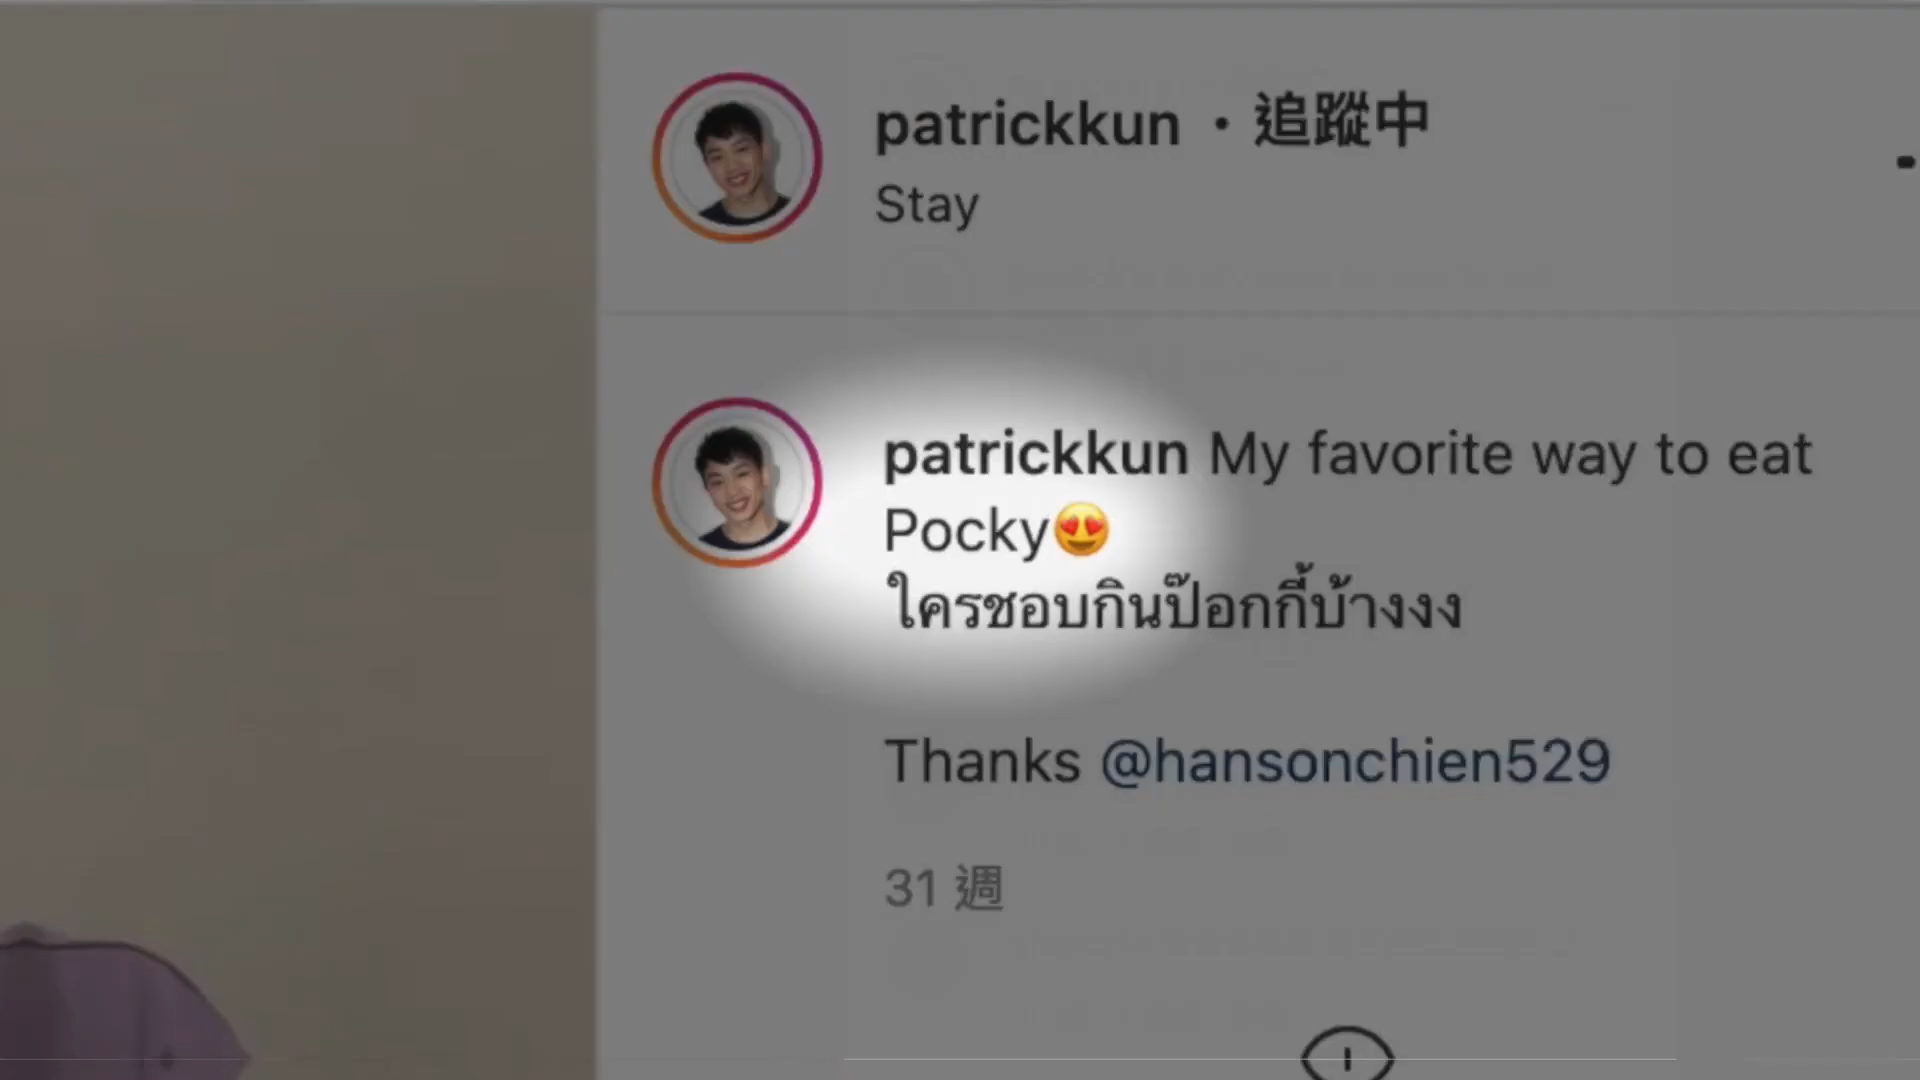 patrickkun • 追蹤中
Stay
patrickkun My favorite way to eat
Pocky😍
ใครชอบกินป๊อกกี้บ้างงง
Thanks @hansonchien529
31 週